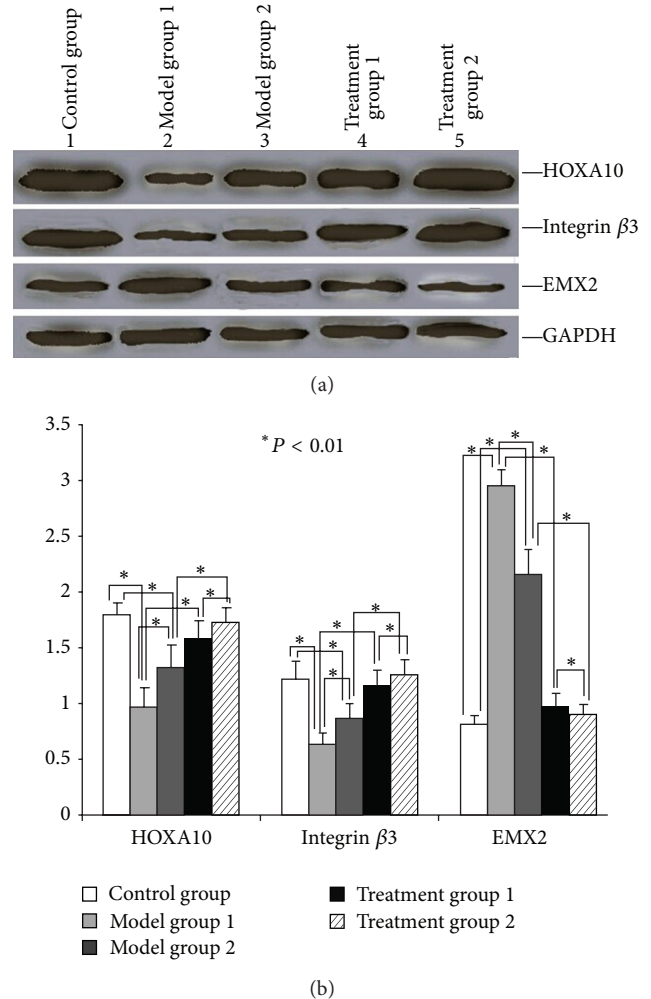 Control group
Model group 1
Model group 2
Treatment
group 1
Treatment
group 2
1 2 3 4 5
HOXA10
Integrin β3
EMX2
GAPDH
(a)
3.5
3
2.5
2
1.5
1
0.5
0
*P < 0.01
* * * * * *
* * * * * *
* * * * * *
HOXA10 Integrin β3 EMX2
Control group
Model group 1
Model group 2
Treatment group 1
Treatment group 2
(b)